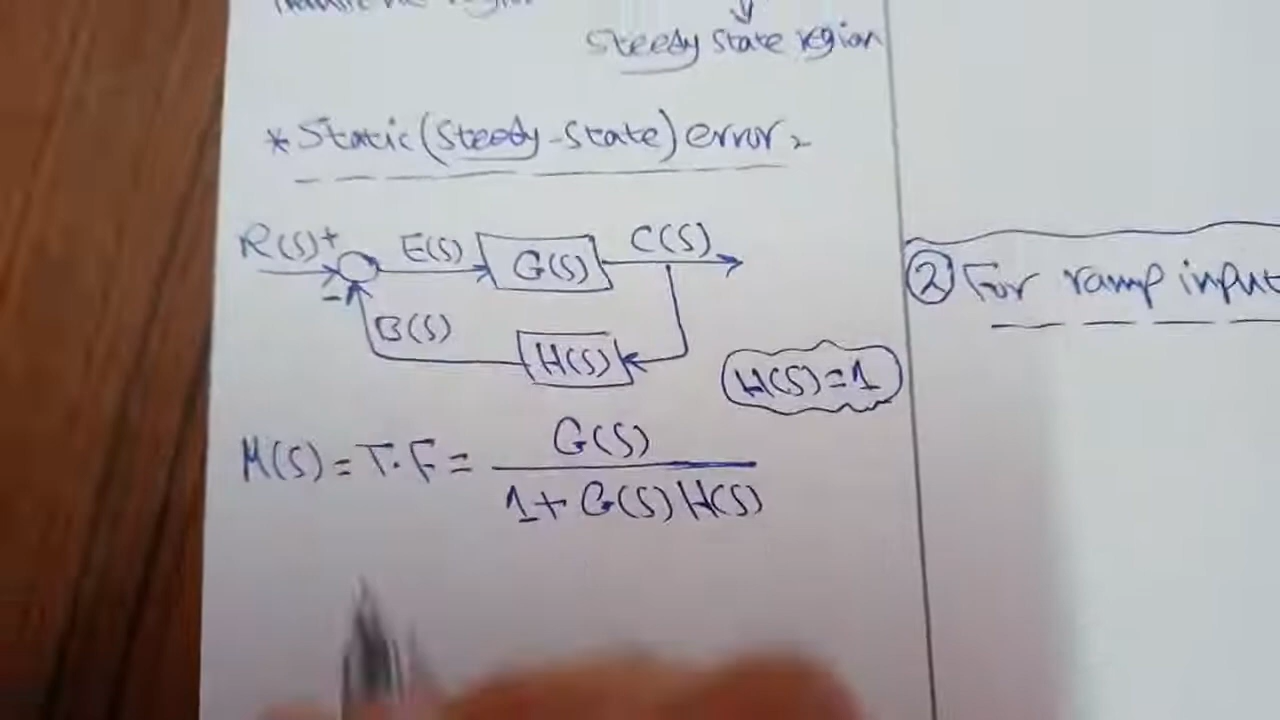 Steady state region
* Static (Steady-State) error
R(S) + E(S) G(S) C(S)
-
B(S) H(S)
H(S) = 1
M(S) = T.F = G(S) / 1 + G(S) H(S)
② For ramp input